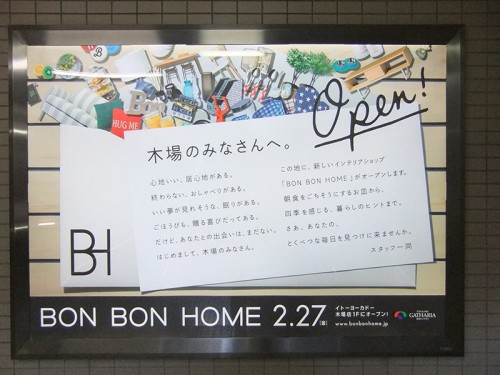 Open!
HUG ME
Bon
木場のみなさんへ。
心地いい、居心地がある。
終わらない、おしゃべりがある。
いい夢が見れそうな、眠りがある。
ごほうびも、贈る喜びだってある。
だけど、あなたとの出会いは、まだない。
はじめまして、木場のみなさん。
この地に、新しいインテリアショップ
「BON BON HOME」がオープンします。
朝食をごちそうにするお皿から、
四季を感じる、暮らしのヒントまで。
さあ、あなたの、
とくべつな毎日を見つけに来ませんか。
スタッフ一同
BH
BON BON HOME 2.27
イトーヨーカドー
木場店1Fにオープン!
www.bonbonhome.jp
GATHARIA